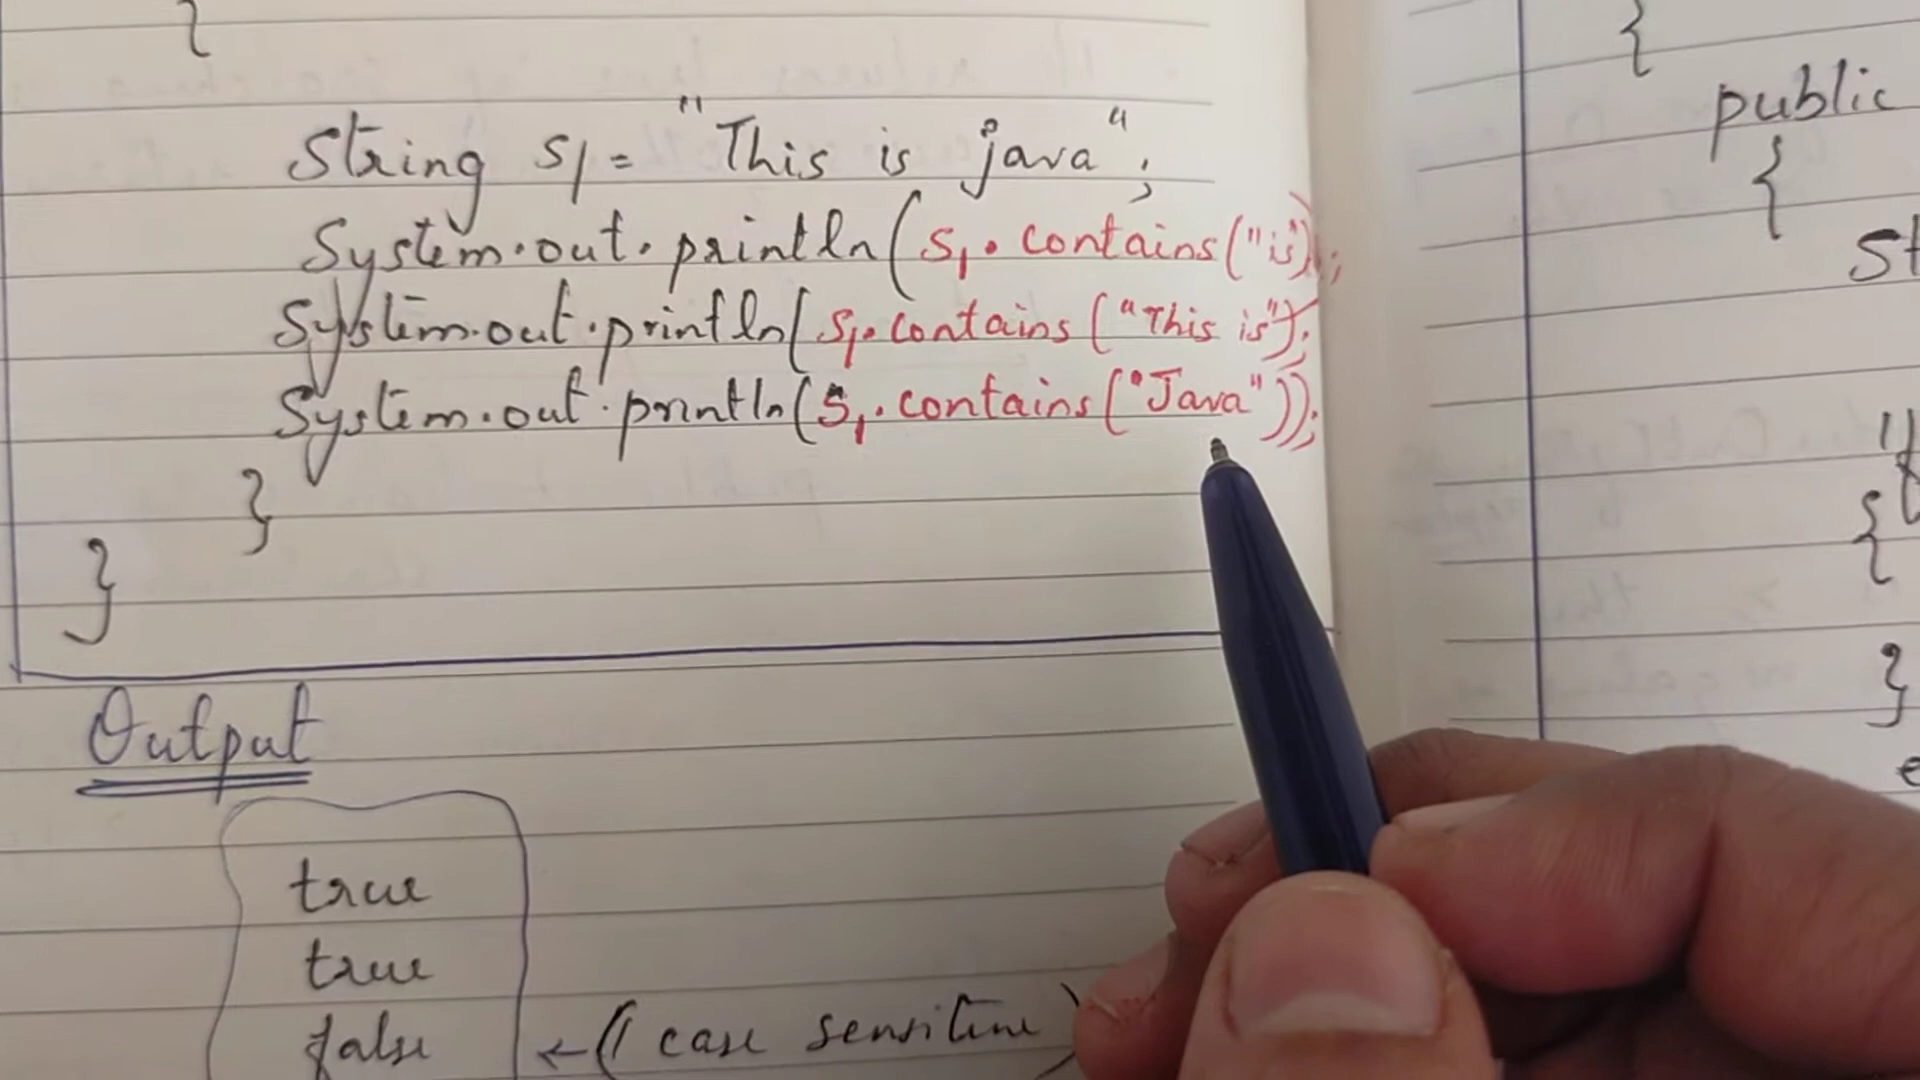 {
String s1 = "This is java";
System.out.println(s1.contains("is");
System.out.println(s1.contains("This is");
System.out.println(s1.contains("Java"));
}
}
Output
true
true
false ← (case sensitive)
{
public
{
St
{
}